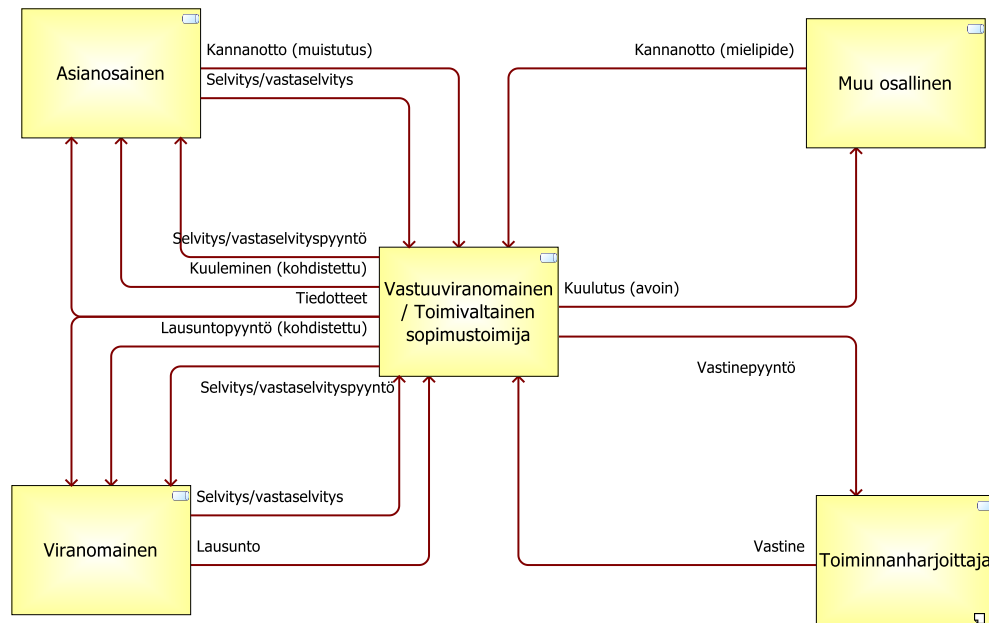 Asianosainen
Kannanotto (muistutus)
Selvitys/vastaselvitys
Kannanotto (mielipide)
Muu osallinen
Selvitys/vastaselvityspyyntö
Kuuleminen (kohdistettu)
Tiedotteet
Lausuntopyyntö (kohdistettu)
Selvitys/vastaselvityspyyntö
Vastuuviranomainen
/ Toimivaltainen
sopimustoimija
Kuulutus (avoin)
Vastinepyyntö
Viranomainen
Selvitys/vastaselvitys
Lausunto
Vastine
Toiminnanharjoittaja